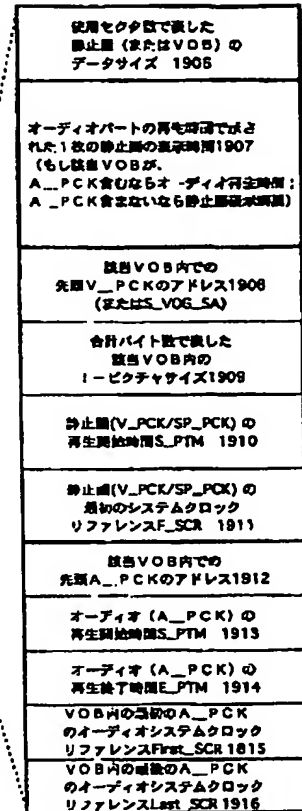 使用セクタ数で表した
静止画（またはVOB）の
データサイズ 1906
オーディオパートの再生時間で示さ
れた1枚の静止画の表示時間1907
（もし該当VOBが、
A__PCK含むならオーディオ再生時間；
A__PCK含まないなら静止画表示時間）
該当VOB内での
先頭V__PCKのアドレス1908
(またはS_VOG_SA)
合計バイト数で表した
該当VOB内の
I－ピクチャサイズ1909
静止画(V_PCK/SP_PCK)の
再生開始時間S_PTM 1910
静止画(V_PCK/SP_PCK)の
最初のシステムクロック
リファレンスF_SCR 1911
該当VOB内での
先頭A__PCKのアドレス1912
オーディオ（A__PCK）の
再生開始時間S_PTM 1913
オーディオ（A__PCK）の
再生終了時間E_PTM 1914
VOB内の最初のA__PCK
のオーディオシステムクロック
リファレンスFirst_SCR 1815
VOB内の最後のA__PCK
のオーディオシステムクロック
リファレンスLast_SCR 1916